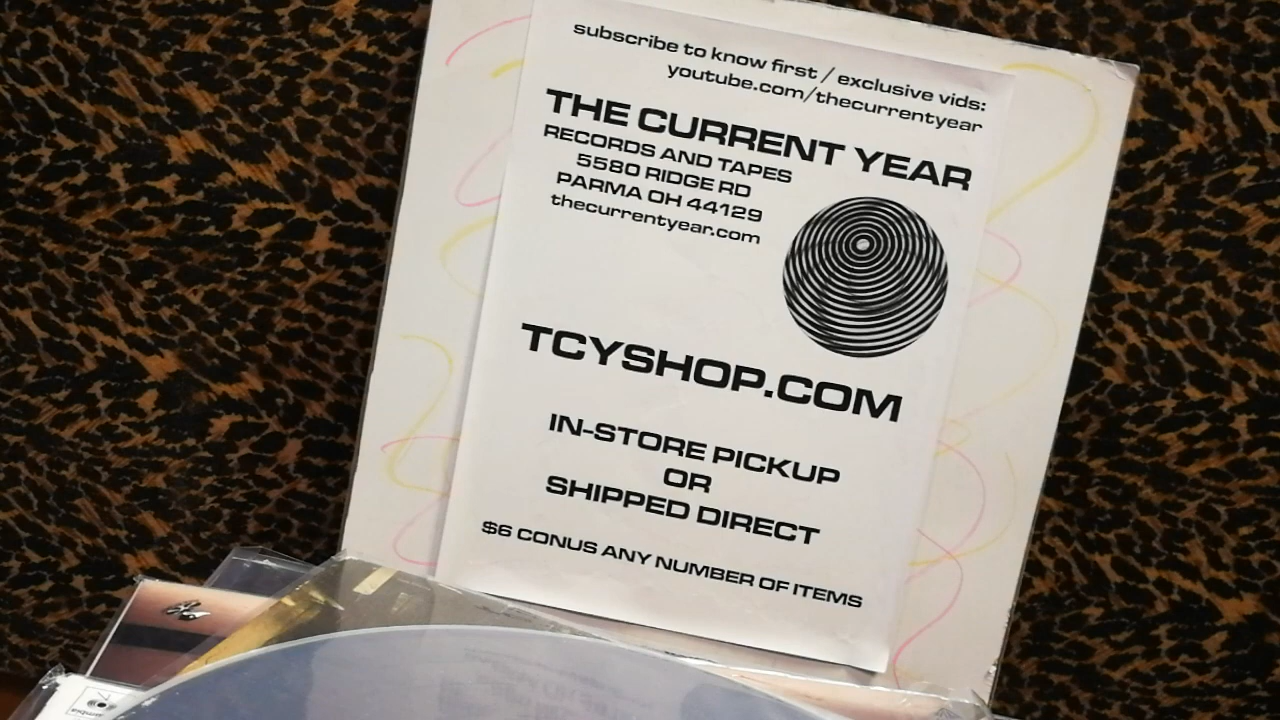 subscribe to know first / exclusive vids:
youtube.com/thecurrentyear
THE CURRENT YEAR
RECORDS AND TAPES
5580 RIDGE RD
PARMA OH 44129
thecurrentyear.com
TCYSHOP.COM
IN-STORE PICKUP
OR
SHIPPED DIRECT
$6 CONUS ANY NUMBER OF ITEMS